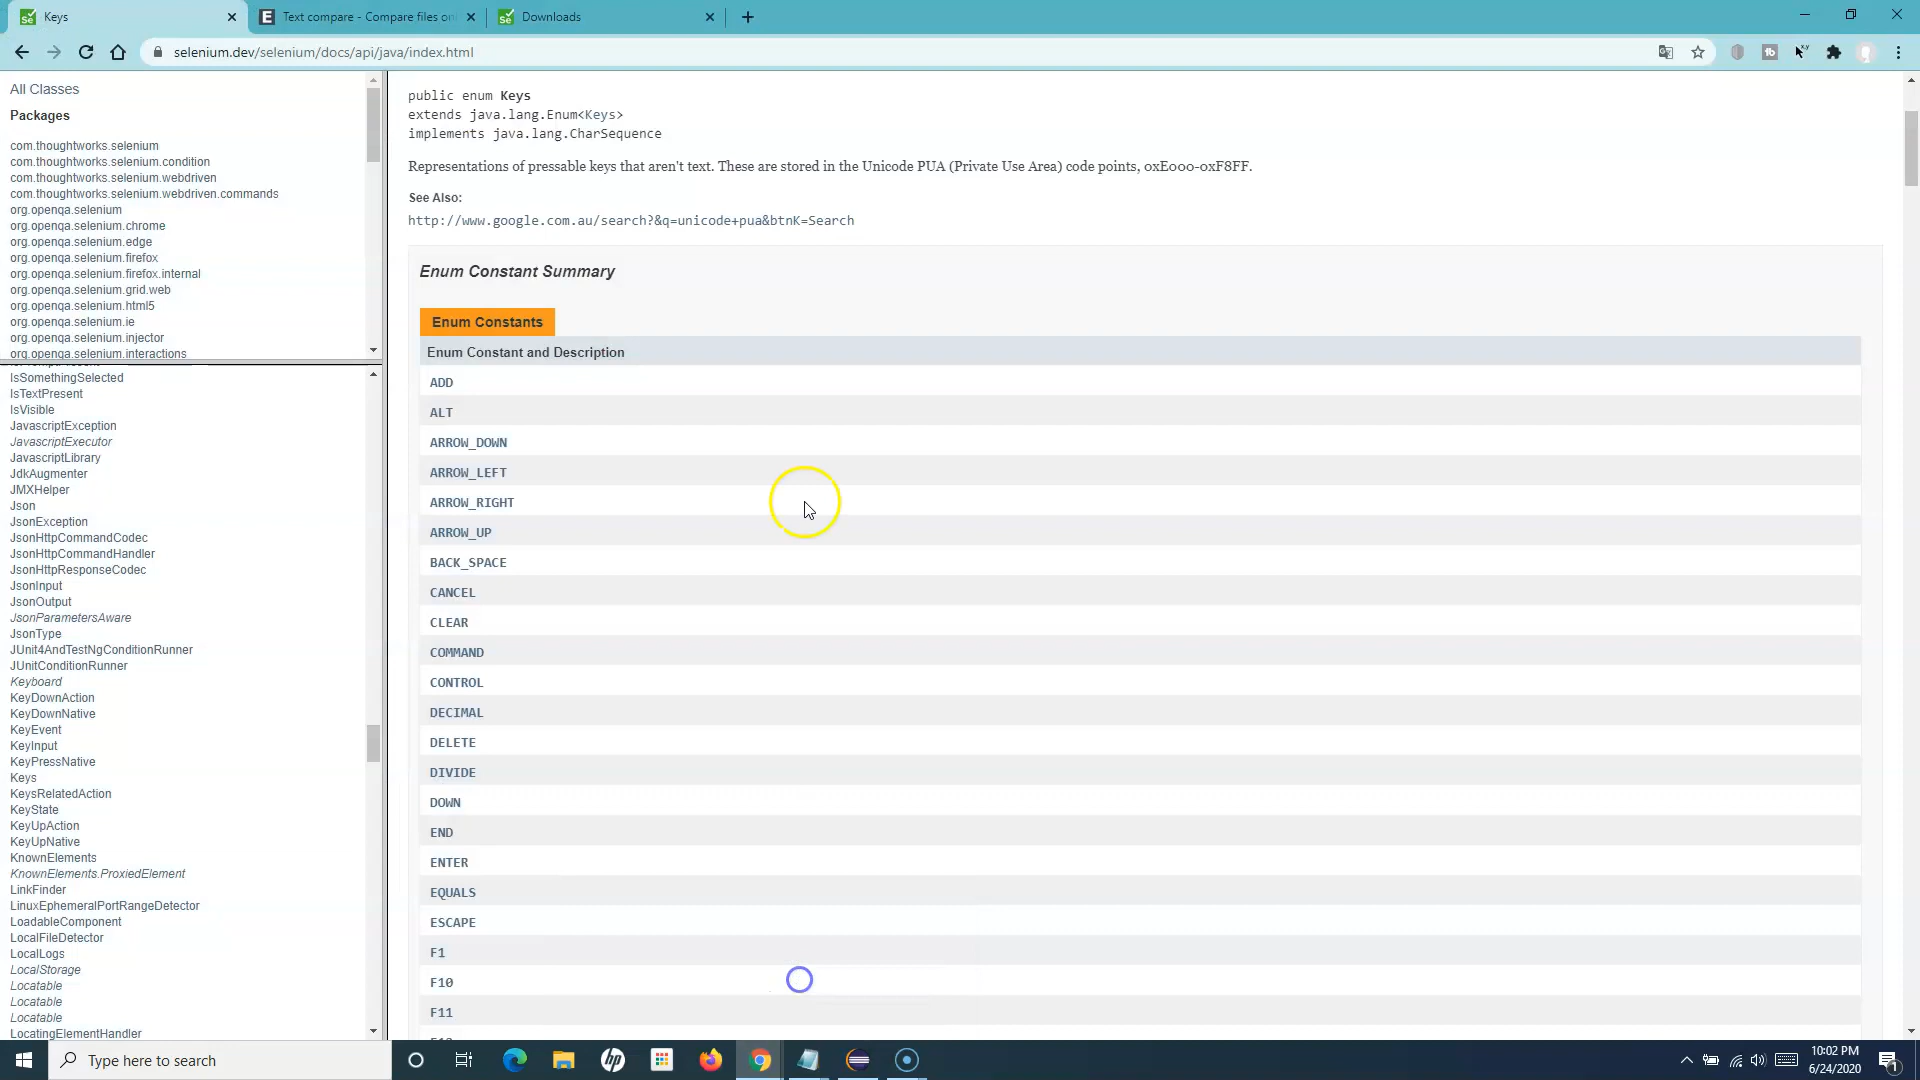 Keys
Text compare - Compare files on
Downloads
selenium.dev/selenium/docs/api/java/index.html
All Classes
Packages
com.thoughtworks.selenium
com.thoughtworks.selenium.condition
com.thoughtworks.selenium.webdriven
com.thoughtworks.selenium.webdriven.commands
org.openqa.selenium
org.openqa.selenium.chrome
org.openqa.selenium.edge
org.openqa.selenium.firefox
org.openqa.selenium.firefox.internal
org.openqa.selenium.grid.web
org.openqa.selenium.html5
org.openqa.selenium.ie
org.openqa.selenium.injector
org.openqa.selenium.interactions
IsSomethingSelected
IsTextPresent
IsVisible
JavascriptException
JavascriptExecutor
JavascriptLibrary
JdkAugmenter
JMXHelper
Json
JsonException
JsonHttpCommandCodec
JsonHttpCommandHandler
JsonHttpResponseCodec
JsonInput
JsonOutput
JsonParametersAware
JsonType
JUnit4AndTestNgConditionRunner
JUnitConditionRunner
Keyboard
KeyDownAction
KeyDownNative
KeyEvent
KeyInput
KeyPressNative
Keys
KeysRelatedAction
KeyState
KeyUpAction
KeyUpNative
KnownElements
KnownElements.ProxiedElement
LinkFinder
LinuxEphemeralPortRangeDetector
LoadableComponent
LocalFileDetector
LocalLogs
LocalStorage
Locatable
Locatable
Locatable
LocatingElementHandler
public enum Keys
extends java.lang.Enum<Keys>
implements java.lang.CharSequence
Representations of pressable keys that aren't text. These are stored in the Unicode PUA (Private Use Area) code points, 0xE000-0xF8FF.
See Also:
http://www.google.com.au/search?&q=unicode+pua&btnK=Search
Enum Constant Summary
Enum Constants
Enum Constant and Description
ADD
ALT
ARROW_DOWN
ARROW_LEFT
ARROW_RIGHT
ARROW_UP
BACK_SPACE
CANCEL
CLEAR
COMMAND
CONTROL
DECIMAL
DELETE
DIVIDE
DOWN
END
ENTER
EQUALS
ESCAPE
F1
F10
F11
Type here to search
10:02 PM
6/24/2020